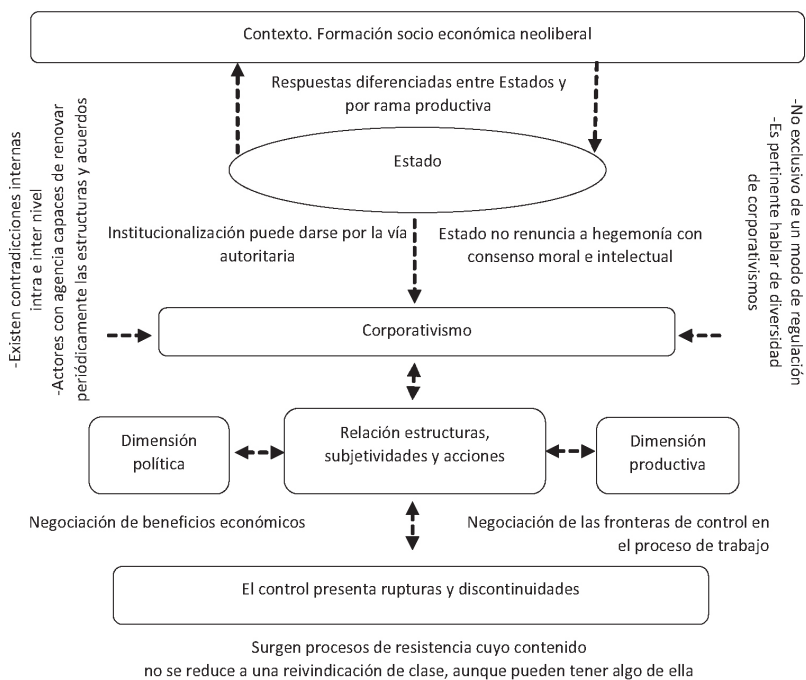 Contexto. Formación socio económica neoliberal
Respuestas diferenciadas entre Estados y
por rama productiva
-Existen contradicciones internas
intra e inter nivel
-Actores con agencia capaces de renovar
periódicamente las estructuras y acuerdos
Estado
-No exclusivo de un modo de regulación
-Es pertinente hablar de diversidad
de corporativismos
Institucionalización puede darse por la vía
autoritaria
Estado no renuncia a hegemonía con
consenso moral e intelectual
Corporativismo
Dimensión
política
Relación estructuras,
subjetividades y acciones
Dimensión
productiva
Negociación de beneficios económicos
Negociación de las fronteras de control en
el proceso de trabajo
El control presenta rupturas y discontinuidades
Surgen procesos de resistencia cuyo contenido
no se reduce a una reivindicación de clase, aunque pueden tener algo de ella